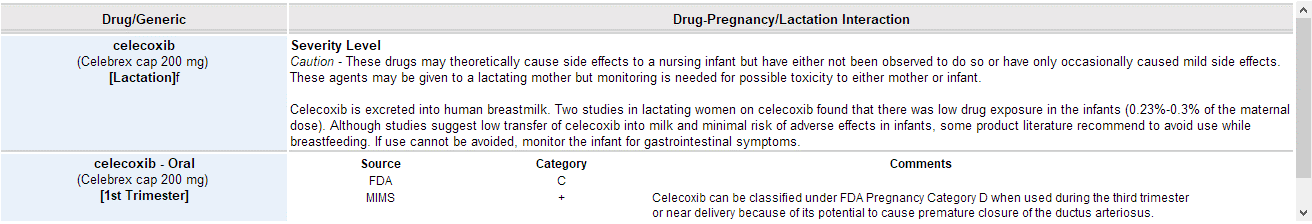 Drug/Generic
Drug-Pregnancy/Lactation Interaction
celecoxib
(Celebrex cap 200 mg)
[Lactation]f
Severity Level
Caution - These drugs may theoretically cause side effects to a nursing infant but have either not been observed to do so or have only occasionally caused mild side effects.
These agents may be given to a lactating mother but monitoring is needed for possible toxicity to either mother or infant.
Celecoxib is excreted into human breastmilk. Two studies in lactating women on celecoxib found that there was low drug exposure in the infants (0.23%-0.3% of the maternal
dose). Although studies suggest low transfer of celecoxib into milk and minimal risk of adverse effects in infants, some product literature recommend to avoid use while
breastfeeding. If use cannot be avoided, monitor the infant for gastrointestinal symptoms.
celecoxib - Oral
(Celebrex cap 200 mg)
[1st Trimester]
Source Category Comments
FDA C
MIMS + Celecoxib can be classified under FDA Pregnancy Category D when used during the third trimester
or near delivery because of its potential to cause premature closure of the ductus arteriosus.